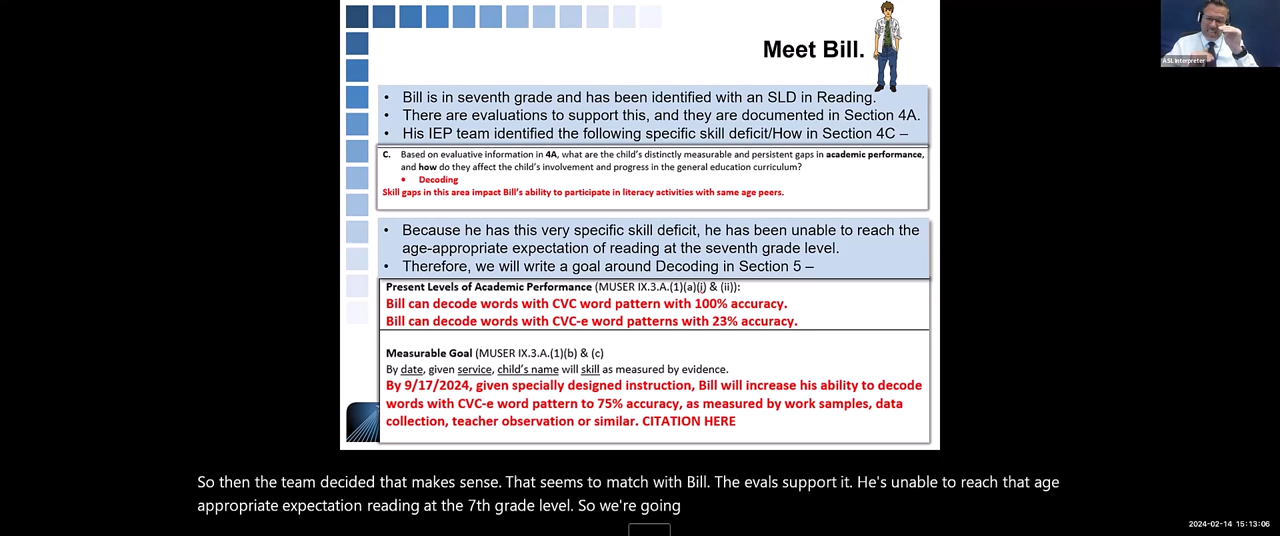 Meet Bill.
ASL Interpreter
• Bill is in seventh grade and has been identified with an SLD in Reading.
• There are evaluations to support this, and they are documented in Section 4A.
• His IEP team identified the following specific skill deficit/How in Section 4C –
C. Based on evaluative information in 4A, what are the child's distinctly measurable and persistent gaps in academic performance,
and how do they affect the child's involvement and progress in the general education curriculum?
• Decoding
Skill gaps in this area impact Bill's ability to participate in literacy activities with same age peers.
• Because he has this very specific skill deficit, he has been unable to reach the
age-appropriate expectation of reading at the seventh grade level.
• Therefore, we will write a goal around Decoding in Section 5 –
Present Levels of Academic Performance (MUSER IX.3.A.(1)(a)(i) & (ii)):
Bill can decode words with CVC word pattern with 100% accuracy.
Bill can decode words with CVC-e word patterns with 23% accuracy.
Measurable Goal (MUSER IX.3.A.(1)(b) & (c)
By date, given service, child's name will skill as measured by evidence.
By 9/17/2024, given specially designed instruction, Bill will increase his ability to decode
words with CVC-e word pattern to 75% accuracy, as measured by work samples, data
collection, teacher observation or similar. CITATION HERE
So then the team decided that makes sense. That seems to match with Bill. The evals support it. He's unable to reach that age
appropriate expectation reading at the 7th grade level. So we're going
2024-02-14 15:13:06